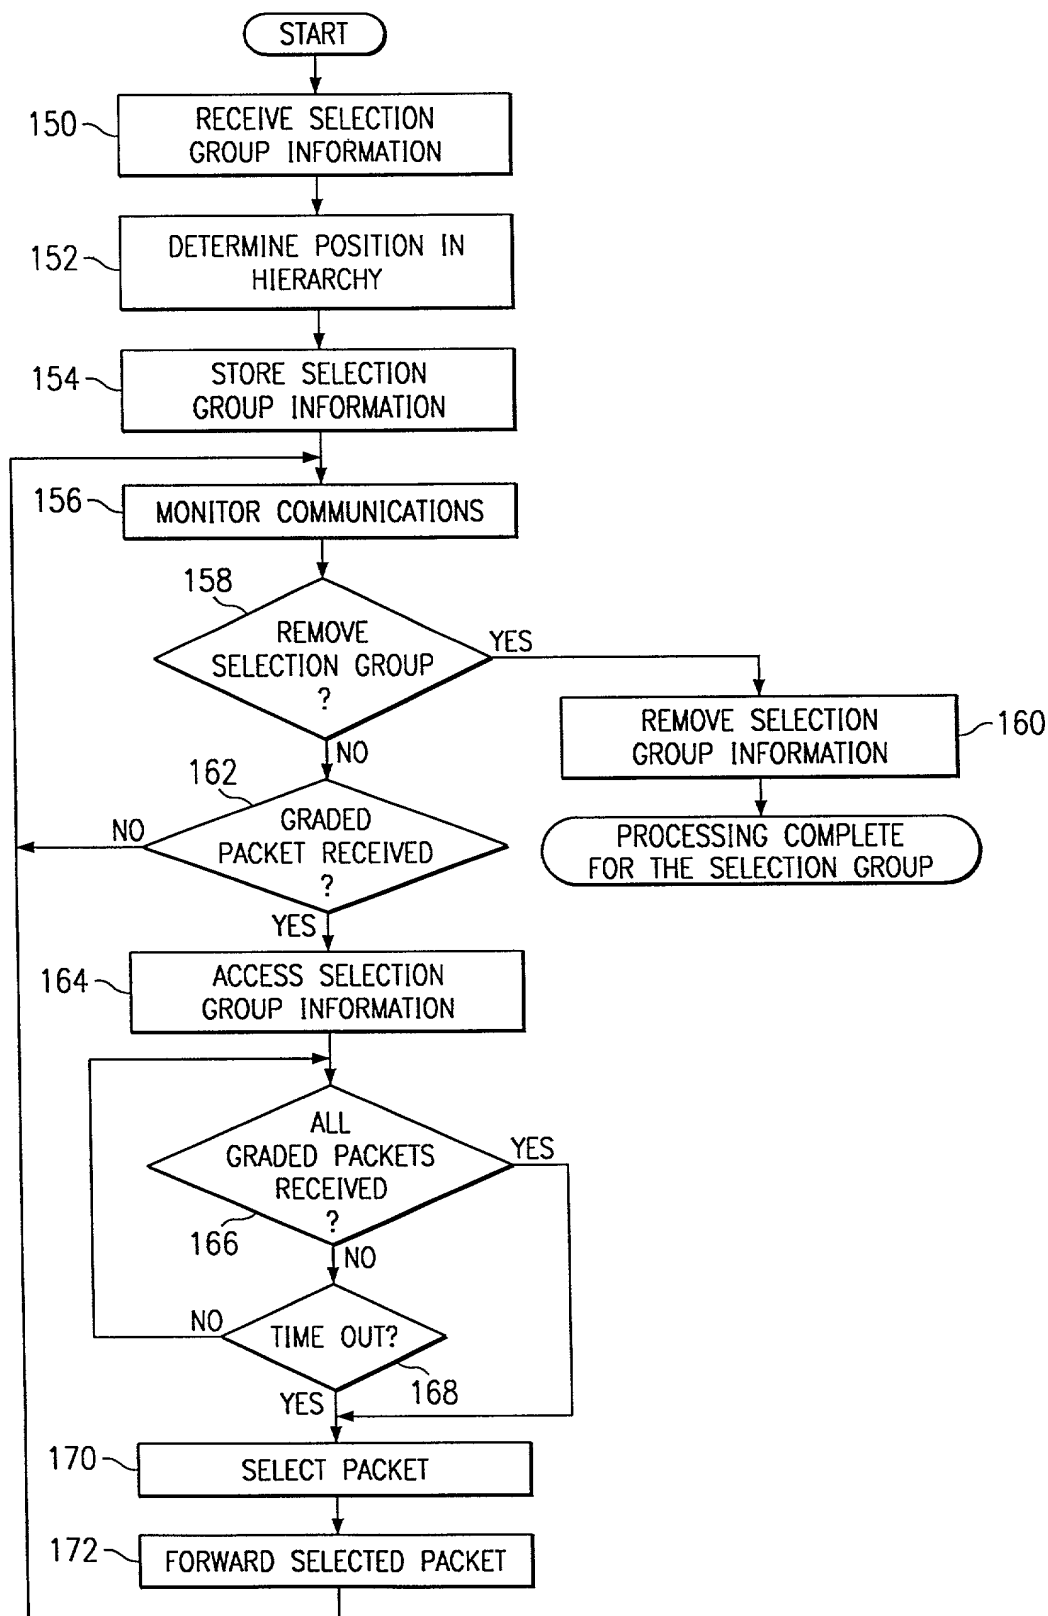 START
150
RECEIVE SELECTION
GROUP INFORMATION
152
DETERMINE POSITION IN
HIERARCHY
154
STORE SELECTION
GROUP INFORMATION
156
MONITOR COMMUNICATIONS
158
REMOVE
SELECTION GROUP
?
YES
NO
REMOVE SELECTION
GROUP INFORMATION
160
PROCESSING COMPLETE
FOR THE SELECTION GROUP
162
GRADED
PACKET RECEIVED
?
NO
YES
164
ACCESS SELECTION
GROUP INFORMATION
ALL
GRADED PACKETS
RECEIVED
?
YES
166
NO
TIME OUT?
NO
168
YES
170
SELECT PACKET
172
FORWARD SELECTED PACKET